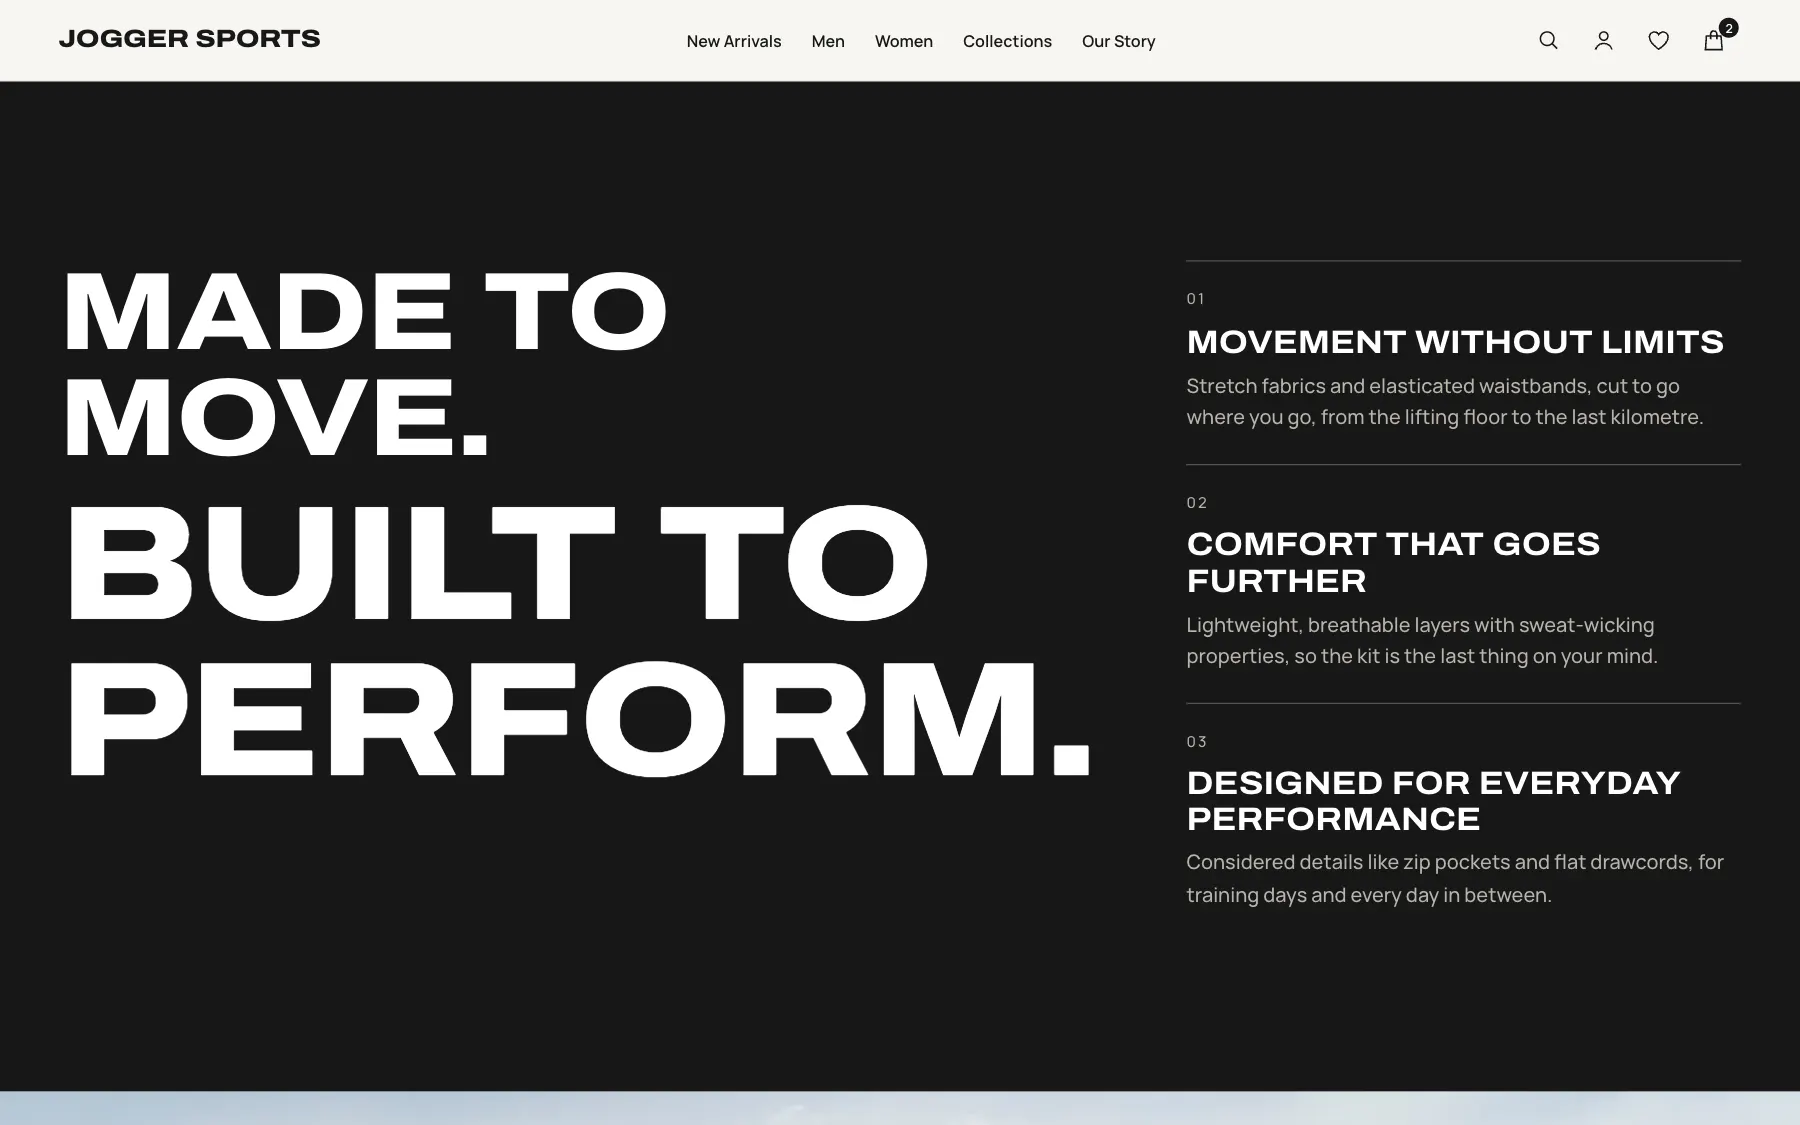 JOGGER SPORTS
New Arrivals Men Women Collections Our Story
2
MADE TO
MOVE.
BUILT TO
PERFORM.
01
MOVEMENT WITHOUT LIMITS
Stretch fabrics and elasticated waistbands, cut to go
where you go, from the lifting floor to the last kilometre.
02
COMFORT THAT GOES
FURTHER
Lightweight, breathable layers with sweat-wicking
properties, so the kit is the last thing on your mind.
03
DESIGNED FOR EVERYDAY
PERFORMANCE
Considered details like zip pockets and flat drawcords, for
training days and every day in between.